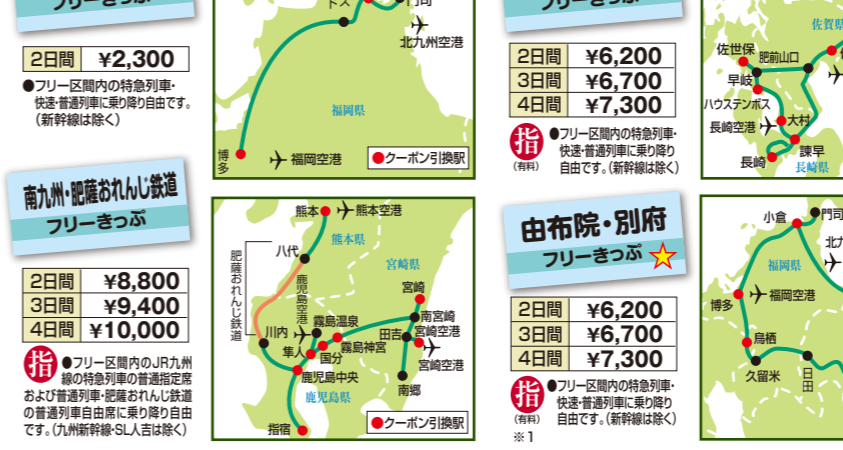 フリーきっぷ
2日間 ¥2,300
●フリー区間内の特急列車・
快速・普通列車に乗り降り自由です。
(新幹線は除く)
門司
北九州空港
福岡県
博多
福岡空港
●クーポン引換駅
フリーきっぷ
2日間 ¥6,200
3日間 ¥6,700
4日間 ¥7,300
指
(有料)
●フリー区間内の特急列車・
快速・普通列車に乗り降り
自由です。(新幹線は除く)
佐賀県
佐世保
肥前山口
早岐
ハウステンボス
大村
長崎空港
諫早
長崎
長崎県
南九州・肥薩おれんじ鉄道
フリーきっぷ
2日間 ¥8,800
3日間 ¥9,400
4日間 ¥10,000
指
●フリー区間内のJR九州
線の特急列車の普通指定席
および普通列車・肥薩おれんじ鉄道
の普通列車自由席に乗り降り自由
です。(九州新幹線・SL人吉は除く)
熊本
熊本空港
熊本県
八代
肥薩おれんじ鉄道
宮崎県
宮崎
鹿児島空港
霧島温泉
南宮崎
川内
田吉
宮崎空港
隼人
国分
霧島神宮
宮崎空港
鹿児島中央
鹿児島県
南郷
指宿
●クーポン引換駅
由布院・別府
フリーきっぷ
2日間 ¥6,200
3日間 ¥6,700
4日間 ¥7,300
指
(有料)
●フリー区間内の特急列車・
快速・普通列車に乗り降り
自由です。(新幹線は除く)
※1
小倉
門司
福岡県
博多
福岡空港
鳥栖
久留米
日田